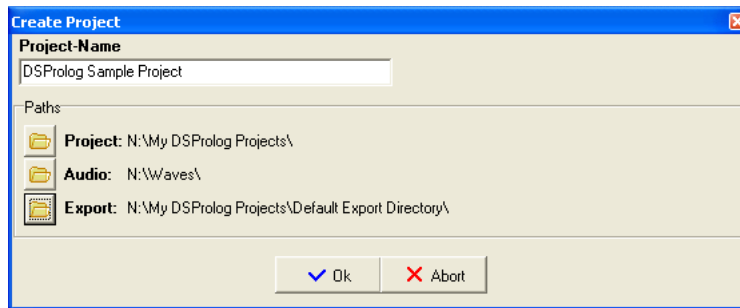 Create Project
Project-Name
DSProlog Sample Project
Paths
Project: N:\My DSProlog Projects\
Audio: N:\Waves\
Export: N:\My DSProlog Projects\Default Export Directory\
Ok Abort